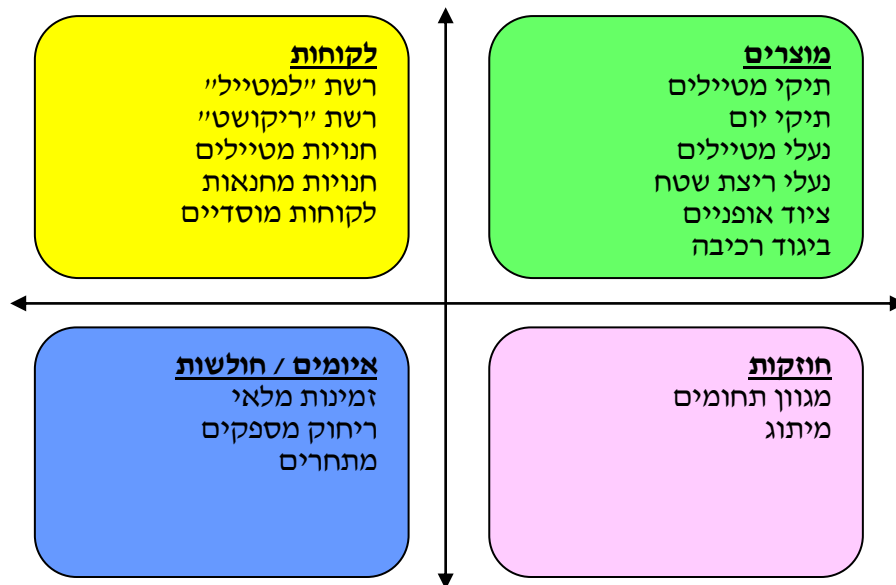 מוצרים
תיקי מטיילים
תיקי יום
נעלי מטיילים
נעלי ריצת שטח
ציוד אופניים
ביגוד רכיבה
לקוחות
רשת "למטייל"
רשת "ריקושט"
חנויות מטיילים
חנויות מחנאות
לקוחות מוסדיים
חוזקות
מגוון תחומים
מיתוג
איומים / חולשות
זמינות מלאי
ריחוק מספקים
מתחרים